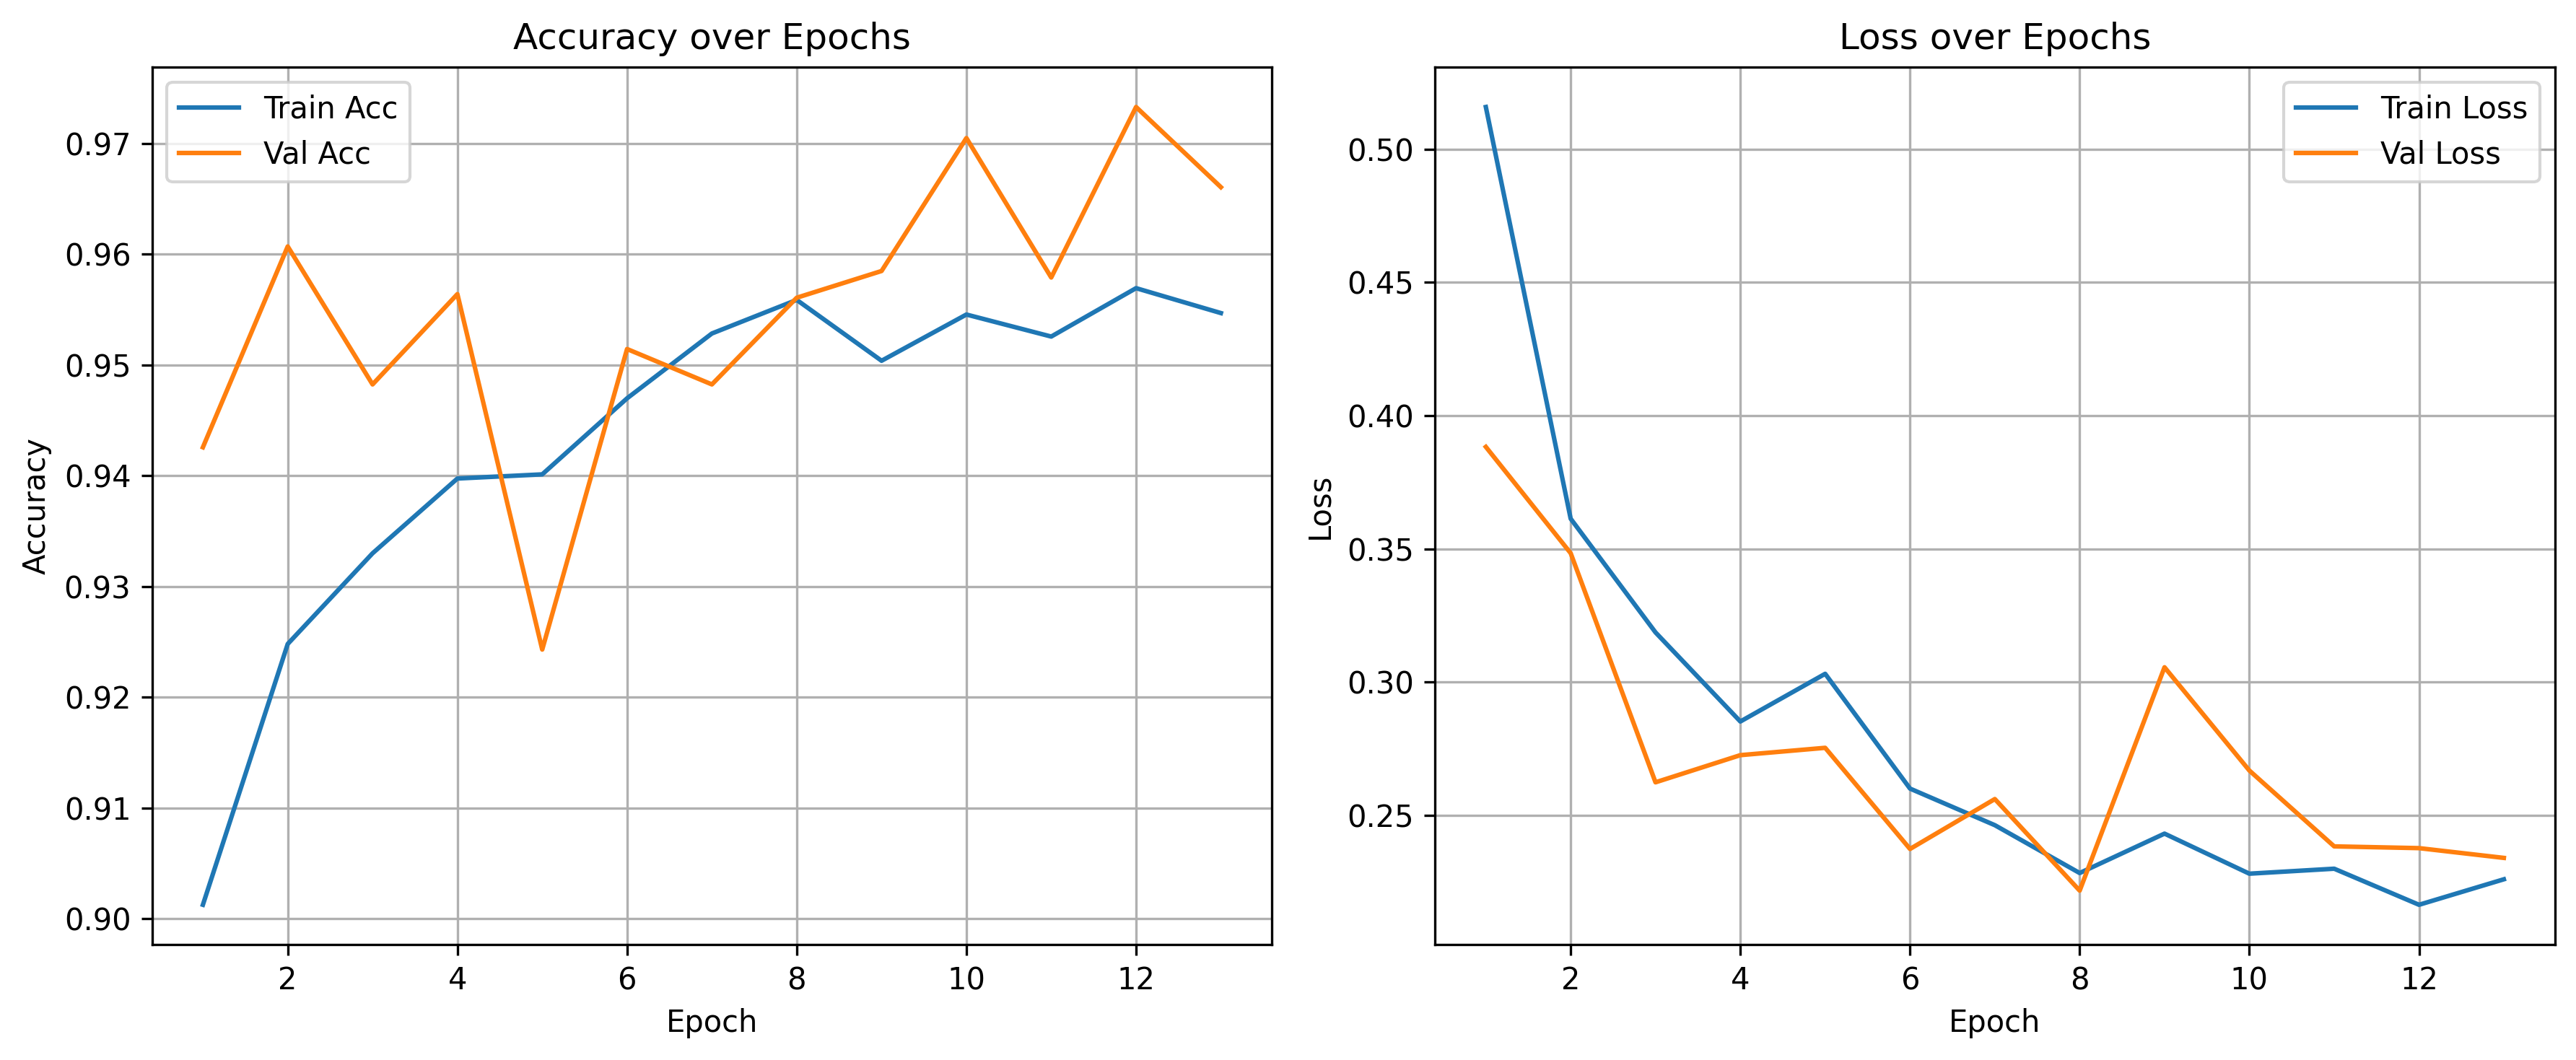 Accuracy over Epochs
Train Acc
Val Acc
0.97
0.96
0.95
0.94
0.93
0.92
0.91
0.90
Accuracy
2 4 6 8 10 12
Epoch
Loss over Epochs
Train Loss
Val Loss
0.50
0.45
0.40
0.35
0.30
0.25
Loss
2 4 6 8 10 12
Epoch